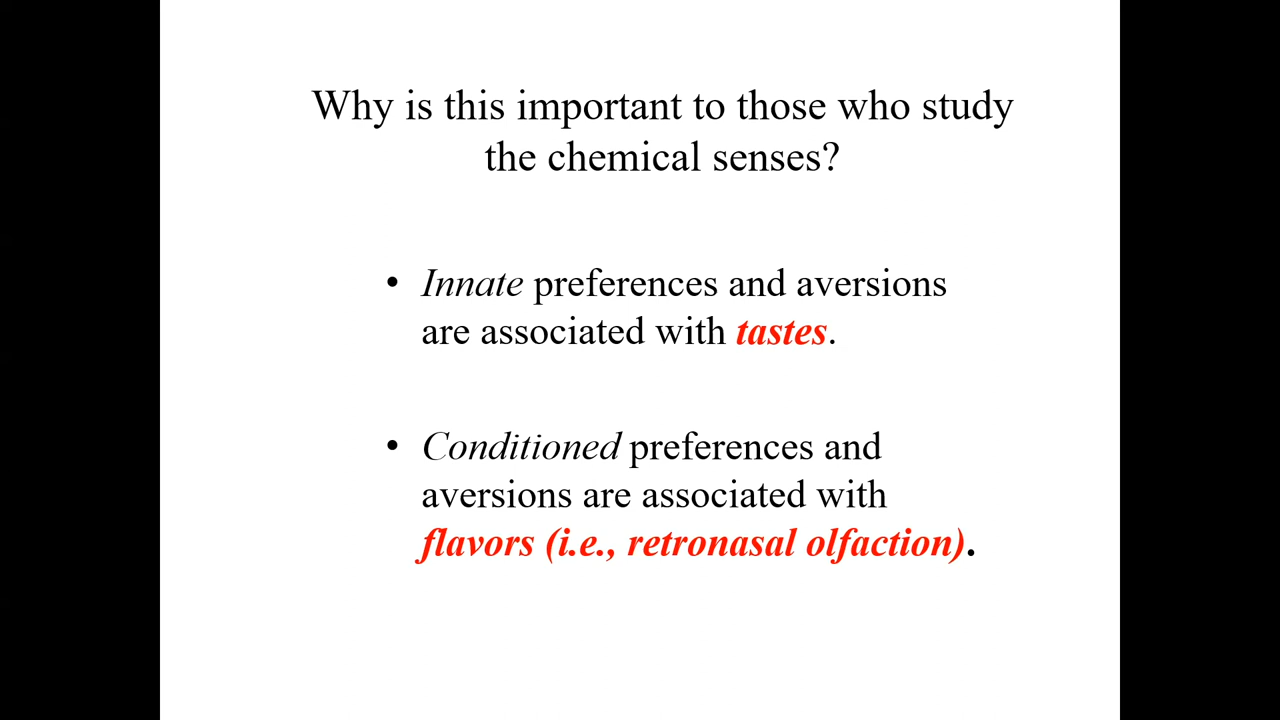 Why is this important to those who study
the chemical senses?
• Innate preferences and aversions
are associated with tastes.
• Conditioned preferences and
aversions are associated with
flavors (i.e., retronasal olfaction).